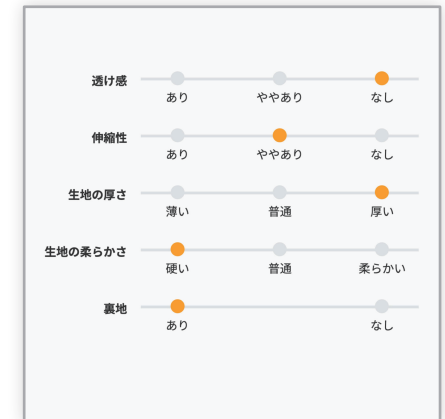 透け感
あり ややあり なし
伸縮性
あり ややあり なし
生地の厚さ
薄い 普通 厚い
生地の柔らかさ
硬い 普通 柔らかい
裏地
あり なし